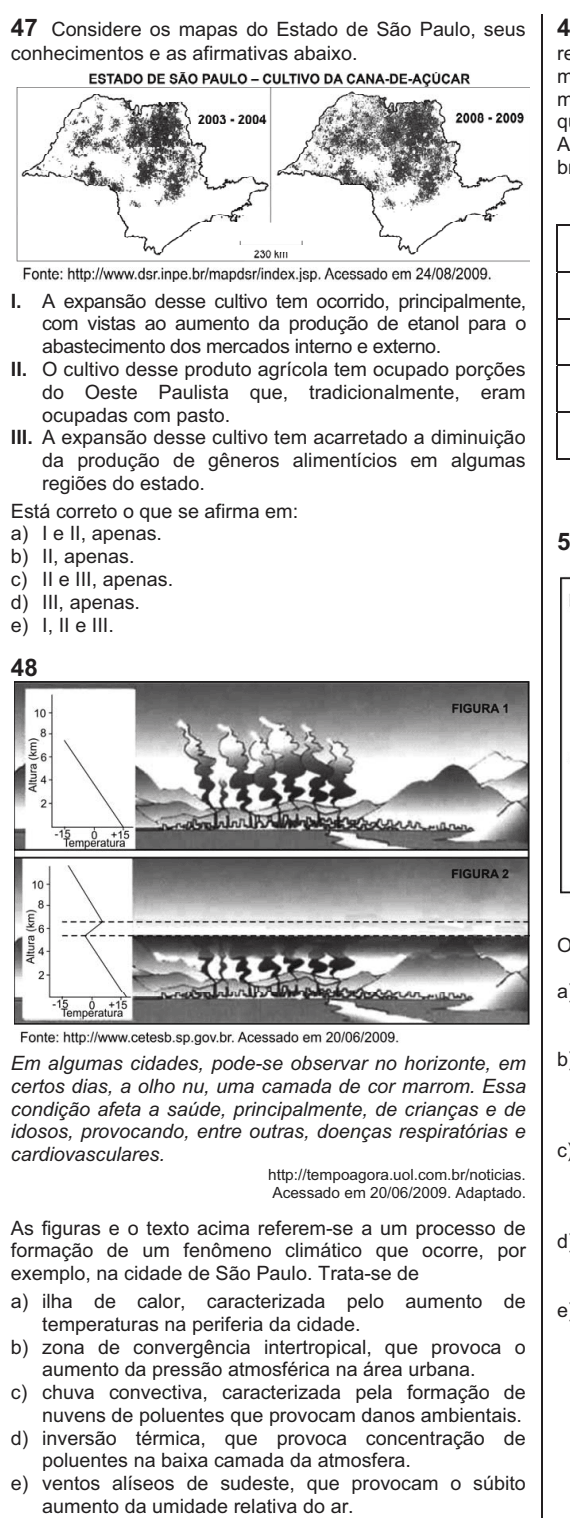 47 Considere os mapas do Estado de São Paulo, seus
conhecimentos e as afirmativas abaixo.
ESTADO DE SÃO PAULO – CULTIVO DA CANA-DE-AÇÚCAR
2003 - 2004
2008 - 2009
230 km
Fonte: http://www.dsr.inpe.br/mapdsr/index.jsp. Acessado em 24/08/2009.
I. A expansão desse cultivo tem ocorrido, principalmente,
com vistas ao aumento da produção de etanol para o
abastecimento dos mercados interno e externo.
II. O cultivo desse produto agrícola tem ocupado porções
do Oeste Paulista que, tradicionalmente, eram
ocupadas com pasto.
III. A expansão desse cultivo tem acarretado a diminuição
da produção de gêneros alimentícios em algumas
regiões do estado.
Está correto o que se afirma em:
a) I e II, apenas.
b) II, apenas.
c) II e III, apenas.
d) III, apenas.
e) I, II e III.
48
FIGURA 1
Altura (km)
10
8
6
4
2
-15 0 +15
Temperatura
FIGURA 2
Altura (km)
10
8
6
4
2
-15 0 +15
Temperatura
Fonte: http://www.cetesb.sp.gov.br. Acessado em 20/06/2009.
Em algumas cidades, pode-se observar no horizonte, em
certos dias, a olho nu, uma camada de cor marrom. Essa
condição afeta a saúde, principalmente, de crianças e de
idosos, provocando, entre outras, doenças respiratórias e
cardiovasculares.
http://tempoagora.uol.com.br/noticias.
Acessado em 20/06/2009. Adaptado.
As figuras e o texto acima referem-se a um processo de
formação de um fenômeno climático que ocorre, por
exemplo, na cidade de São Paulo. Trata-se de
a) ilha de calor, caracterizada pelo aumento de
temperaturas na periferia da cidade.
b) zona de convergência intertropical, que provoca o
aumento da pressão atmosférica na área urbana.
c) chuva convectiva, caracterizada pela formação de
nuvens de poluentes que provocam danos ambientais.
d) inversão térmica, que provoca concentração de
poluentes na baixa camada da atmosfera.
e) ventos alíseos de sudeste, que provocam o súbito
aumento da umidade relativa do ar.
4
re
m
m
qu
A
br
5
O
a)
b)
c)
d)
e)